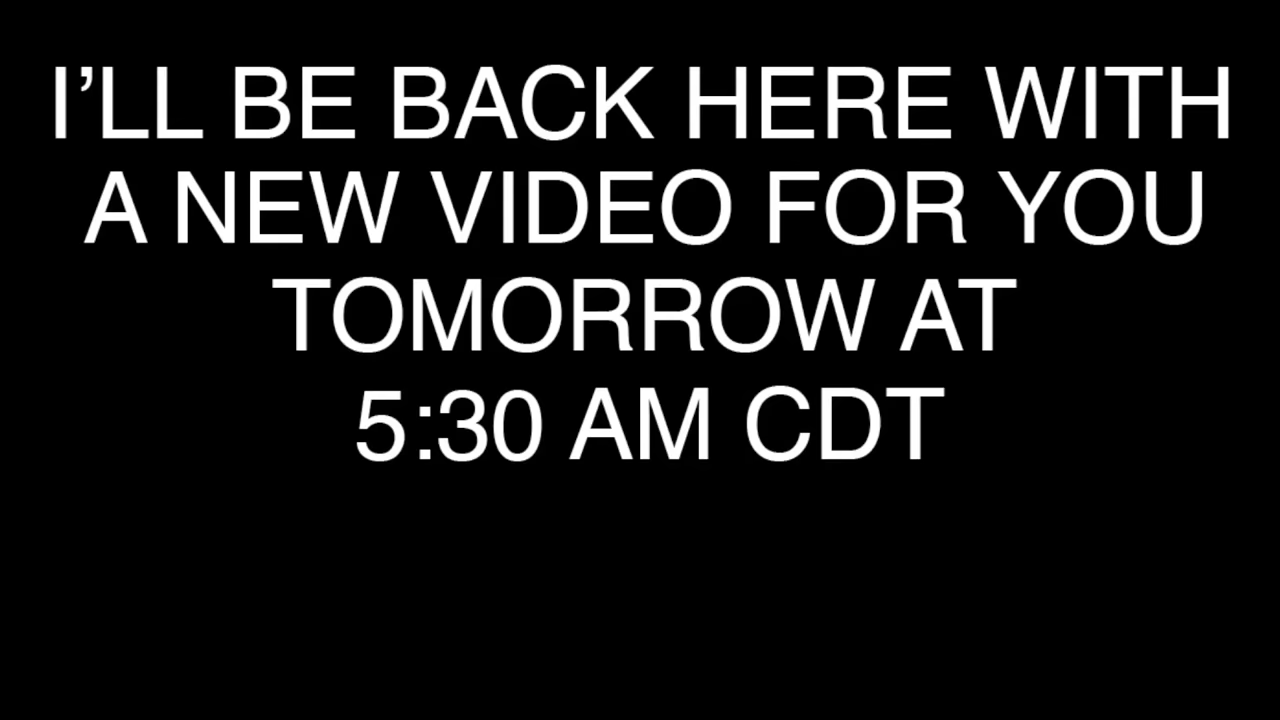 I’LL BE BACK HERE WITH
A NEW VIDEO FOR YOU
TOMORROW AT
5:30 AM CDT